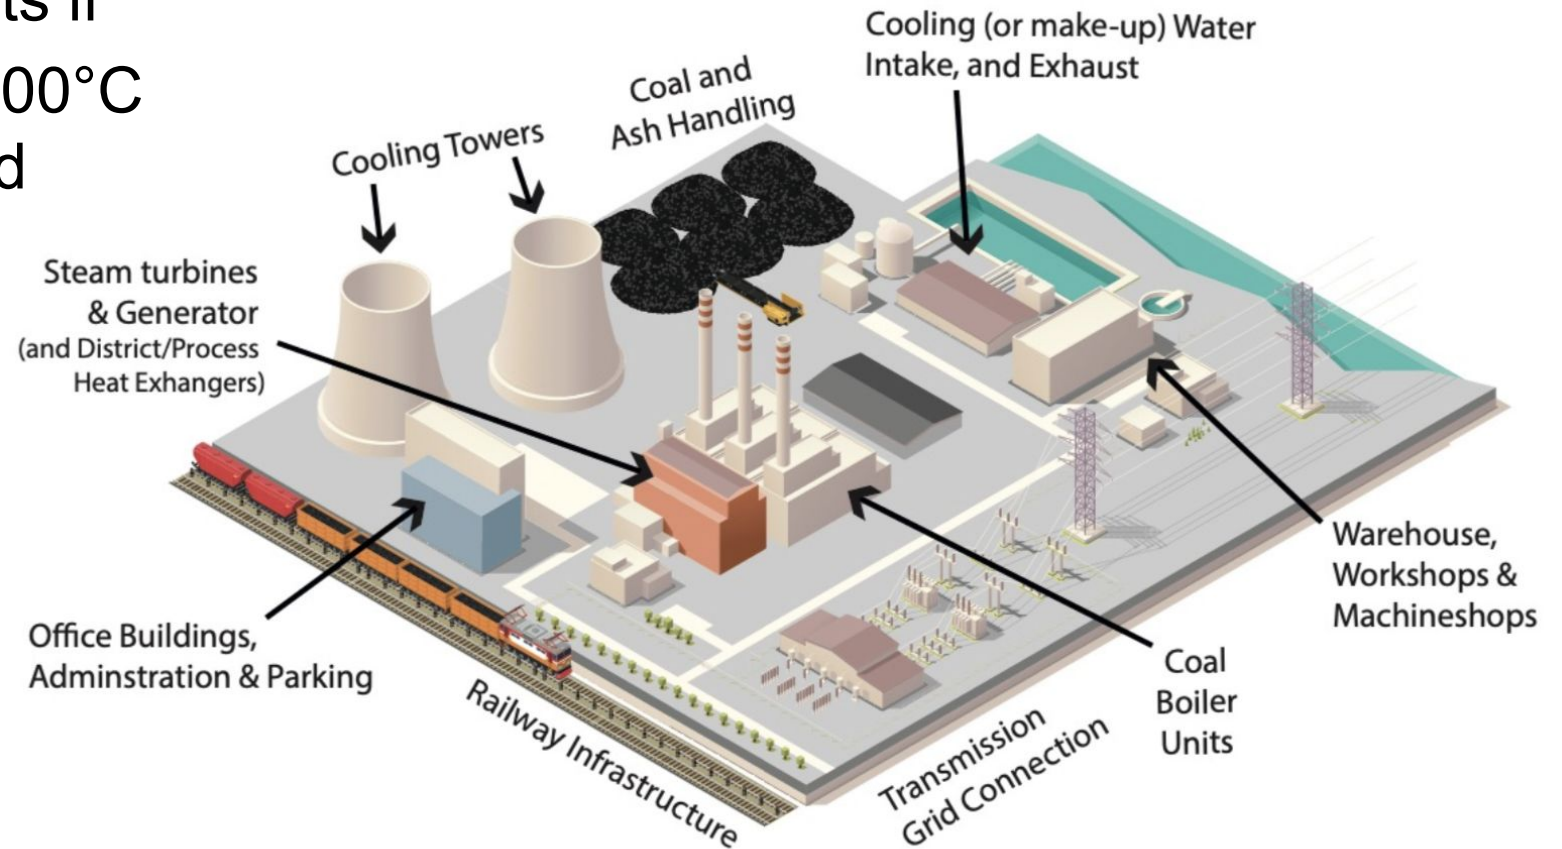 ts if
00°C
d
Cooling (or make-up) Water
Intake, and Exhaust
Coal and
Ash Handling
Cooling Towers
Steam turbines
& Generator
(and District/Process
Heat Exhangers)
Office Buildings,
Adminstration & Parking
Railway Infrastructure
Transmission
Grid Connection
Coal
Boiler
Units
Warehouse,
Workshops &
Machineshops